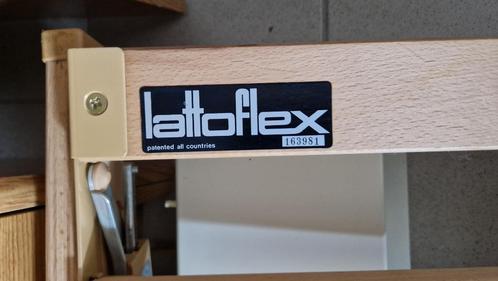 lattoflex
patented all countries
163981